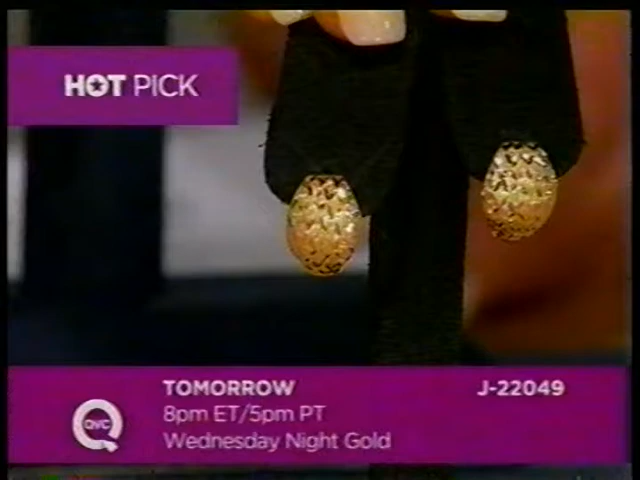 HOT PICK
TOMORROW
J-22049
8pm ET/5pm PT
Wednesday Night Gold
QVC